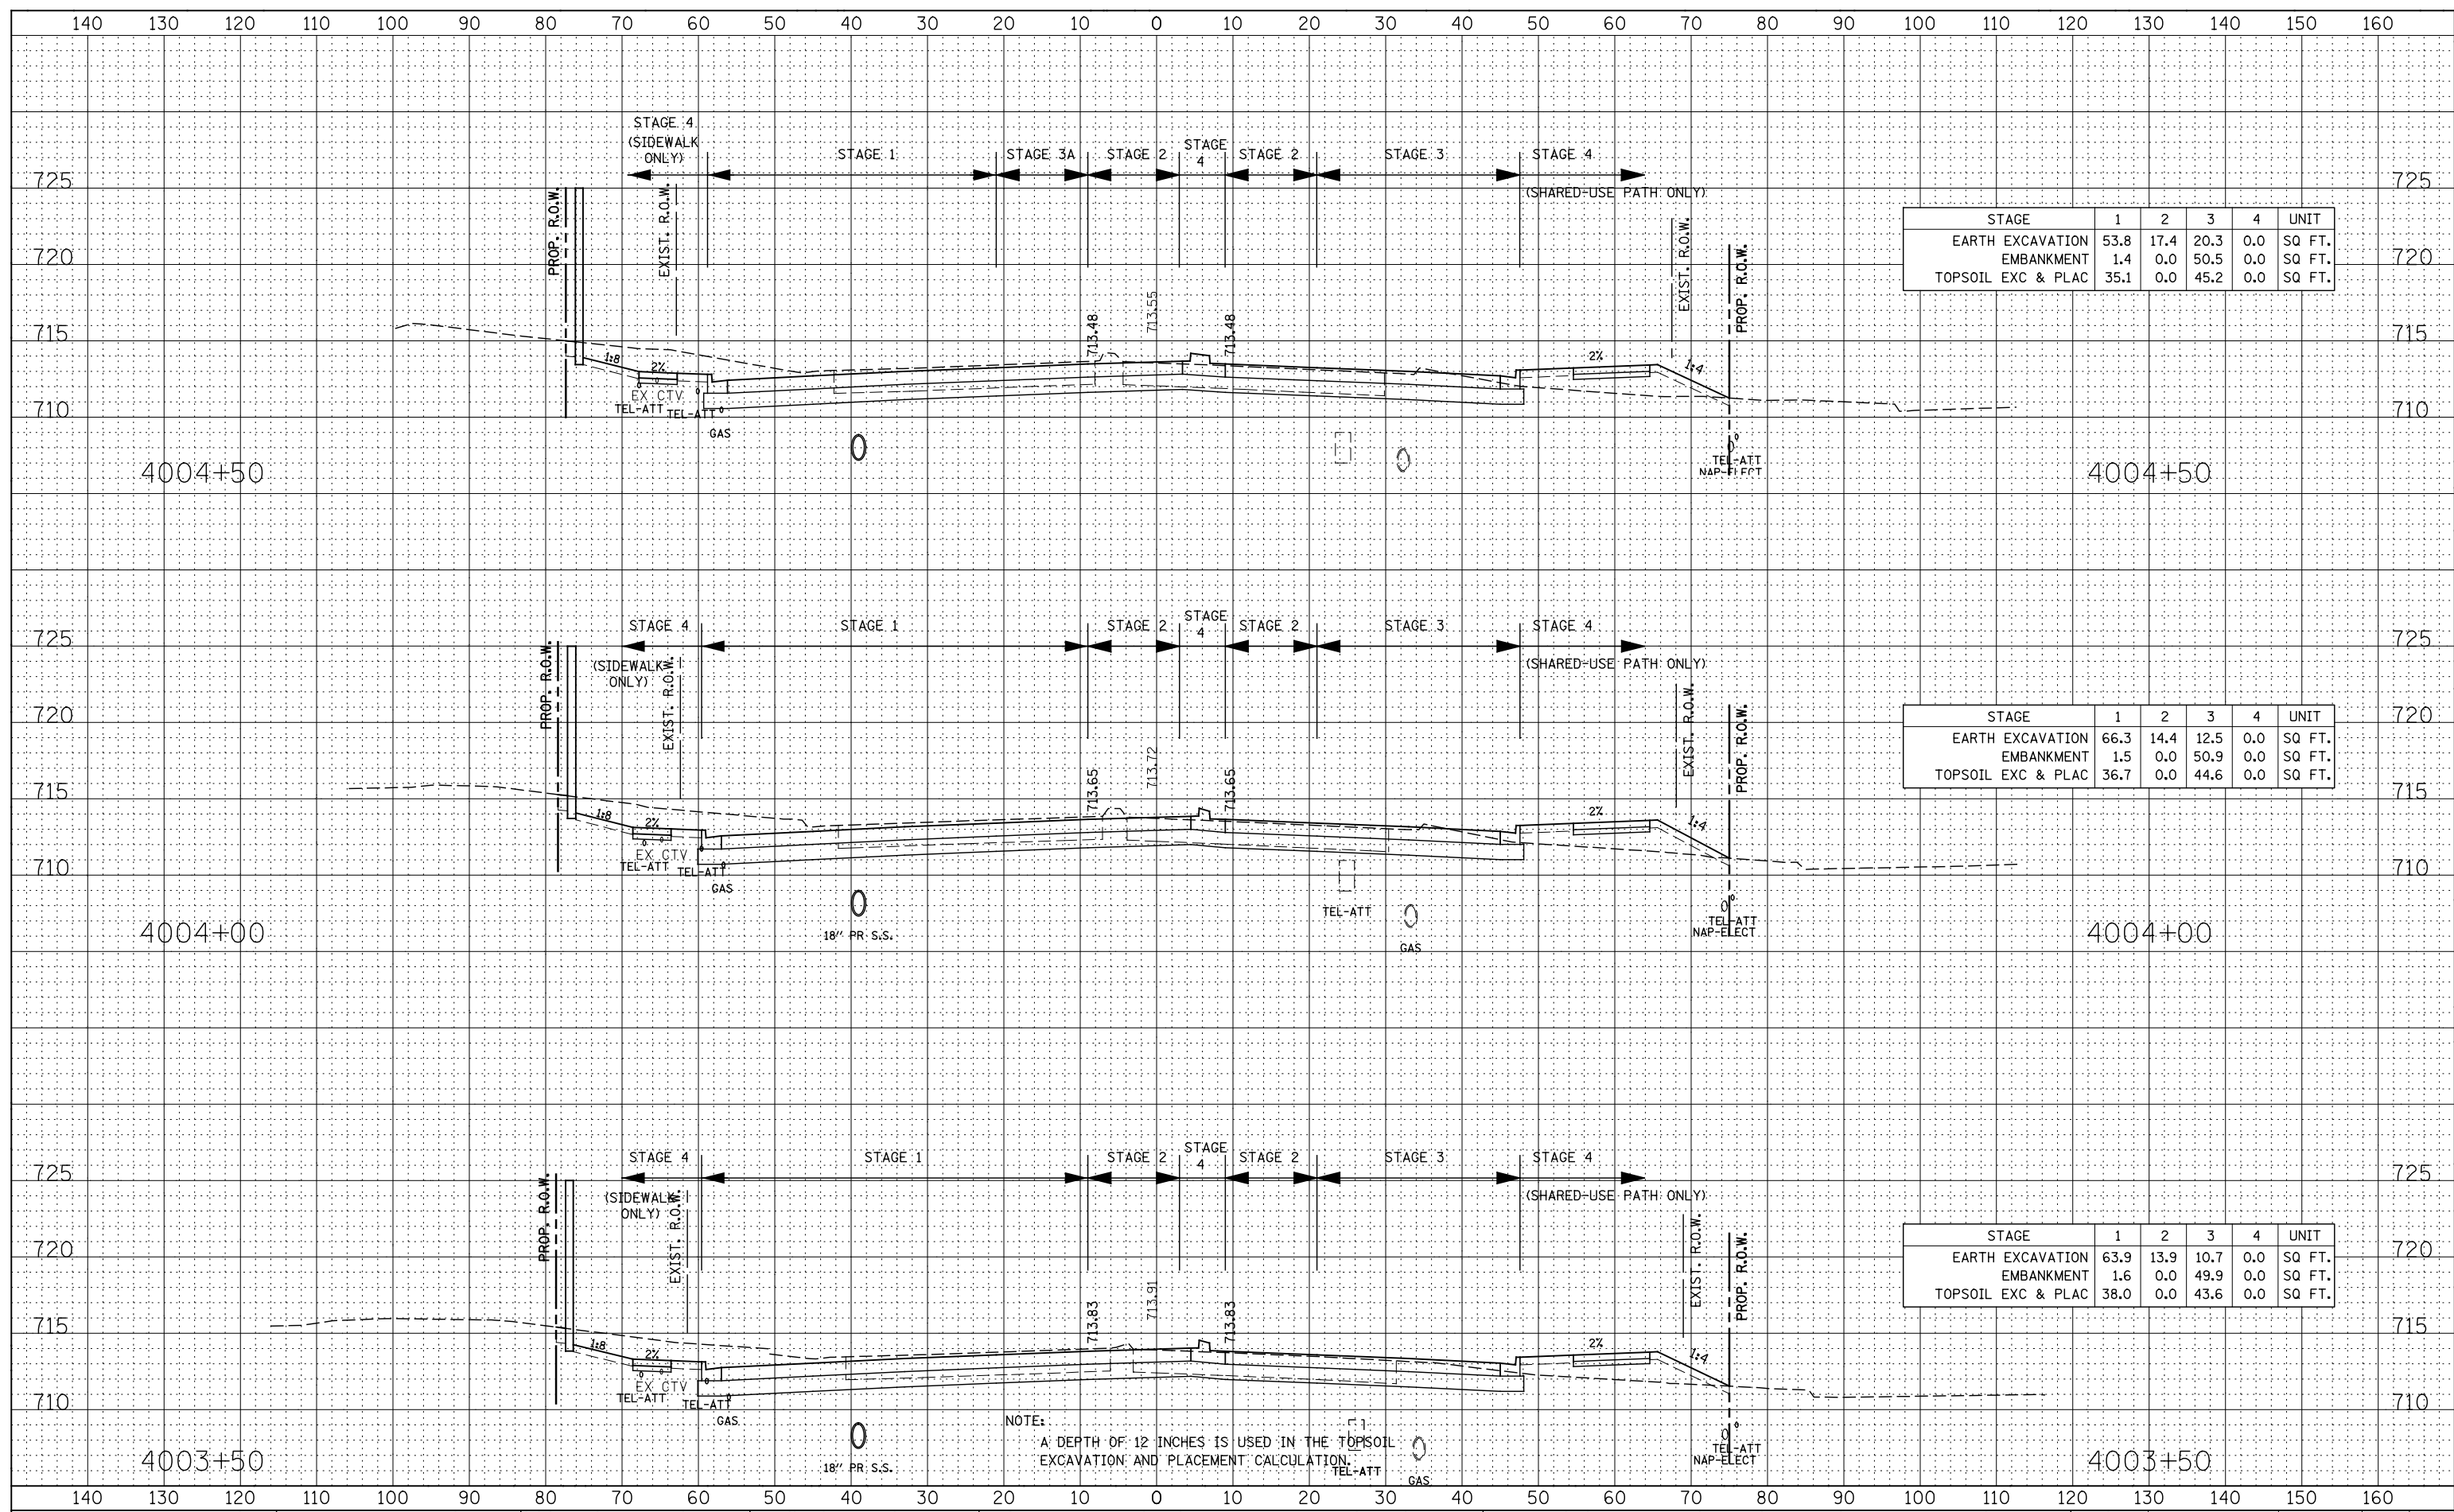 140 130 120 110 100 90 80 70 60 50 40 30 20 10 0 10 20 30 40 50 60 70 80 90 100 110 120 130 140 150 160
STAGE 4
(SIDEWALK
ONLY)
STAGE 1
STAGE 3A
STAGE 2
STAGE
4
STAGE 2
STAGE 3
STAGE 4
(SHARED-USE PATH ONLY)
725
725
PROP. R.O.W.
EXIST. R.O.W.
EXIST. R.O.W.
PROP. R.O.W.
STAGE 1 2 3 4 UNIT
EARTH EXCAVATION 53.8 17.4 20.3 0.0 SQ FT.
EMBANKMENT 1.4 0.0 50.5 0.0 SQ FT.
TOPSOIL EXC & PLAC 35.1 0.0 45.2 0.0 SQ FT.
720
720
713.48
713.55
713.48
715
715
1:8
2%
2%
1:4
EX CTV
TEL-ATT
TEL-ATT
GAS
710
710
TEL-ATT
NAP-ELECT
4004+50
4004+50
STAGE 4
(SIDEWALK
ONLY)
STAGE 1
STAGE 2
STAGE
4
STAGE 2
STAGE 3
STAGE 4
(SHARED-USE PATH ONLY)
725
725
PROP. R.O.W.
EXIST. R.O.W.
EXIST. R.O.W.
PROP. R.O.W.
STAGE 1 2 3 4 UNIT
EARTH EXCAVATION 66.3 14.4 12.5 0.0 SQ FT.
EMBANKMENT 1.5 0.0 50.9 0.0 SQ FT.
TOPSOIL EXC & PLAC 36.7 0.0 44.6 0.0 SQ FT.
720
720
713.65
713.72
713.65
715
715
1:8
2%
2%
1:4
EX CTV
TEL-ATT
TEL-ATT
GAS
710
710
TEL-ATT
GAS
18" PR S.S.
TEL-ATT
NAP-ELECT
4004+00
4004+00
STAGE 4
(SIDEWALK
ONLY)
STAGE 1
STAGE 2
STAGE
4
STAGE 2
STAGE 3
STAGE 4
(SHARED-USE PATH ONLY)
725
725
PROP. R.O.W.
EXIST. R.O.W.
EXIST. R.O.W.
PROP. R.O.W.
STAGE 1 2 3 4 UNIT
EARTH EXCAVATION 63.9 13.9 10.7 0.0 SQ FT.
EMBANKMENT 1.6 0.0 49.9 0.0 SQ FT.
TOPSOIL EXC & PLAC 38.0 0.0 43.6 0.0 SQ FT.
720
720
713.83
713.91
713.83
715
715
1:8
2%
2%
1:4
EX CTV
TEL-ATT
TEL-ATT
GAS
710
710
NOTE:
A DEPTH OF 12 INCHES IS USED IN THE TOPSOIL
EXCAVATION AND PLACEMENT CALCULATION.
18" PR S.S.
TEL-ATT
GAS
TEL-ATT
NAP-ELECT
4003+50
4003+50
140 130 120 110 100 90 80 70 60 50 40 30 20 10 0 10 20 30 40 50 60 70 80 90 100 110 120 130 140 150 160